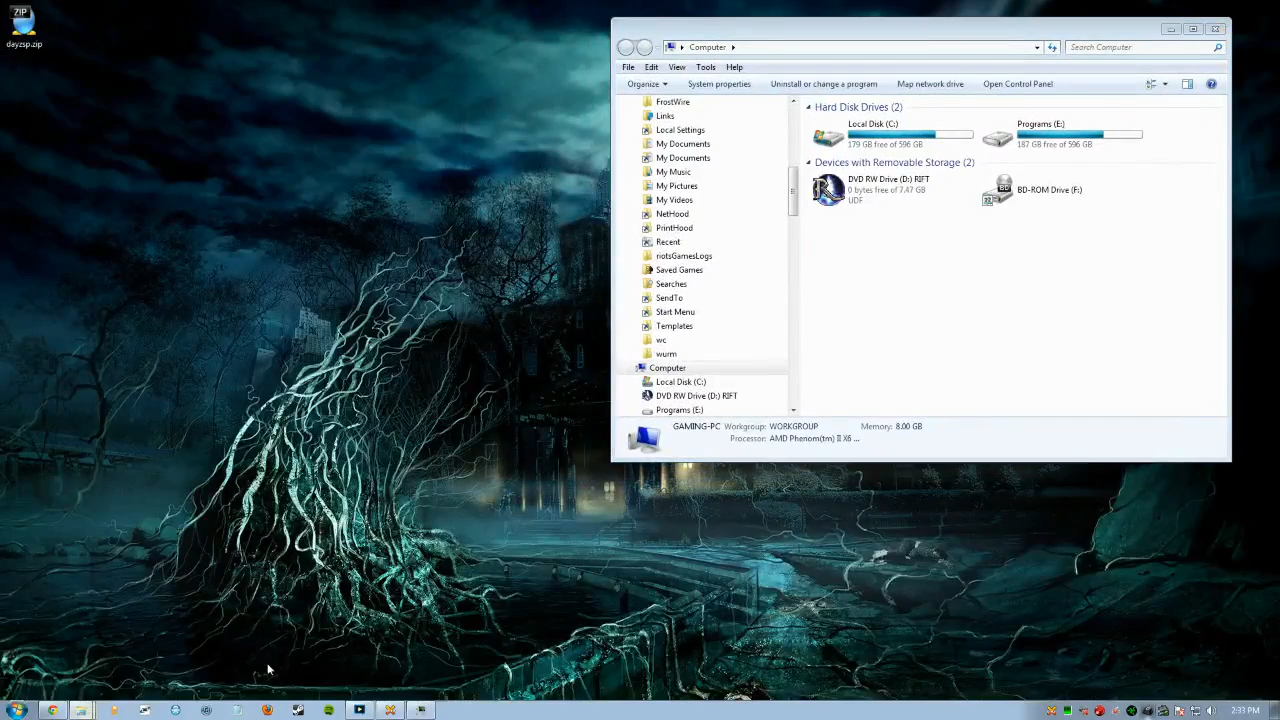 ZIP
dayzsp.zip
Computer
Search Computer
File Edit View Tools Help
Organize System properties Uninstall or change a program Map network drive Open Control Panel
FrostWire
Links
Local Settings
My Documents
My Documents
My Music
My Pictures
My Videos
NetHood
PrintHood
Recent
riotsGamesLogs
Saved Games
Searches
SendTo
Start Menu
Templates
wc
wurm
Computer
Local Disk (C:)
DVD RW Drive (D:) RIFT
Programs (E:)
Hard Disk Drives (2)
Local Disk (C:)
179 GB free of 596 GB
Programs (E:)
187 GB free of 596 GB
Devices with Removable Storage (2)
DVD RW Drive (D:) RIFT
0 bytes free of 7.47 GB
UDF
BD
BD-ROM Drive (F:)
GAMING-PC Workgroup: WORKGROUP Memory: 8.00 GB
Processor: AMD Phenom(tm) II X6 ...
2:33 PM